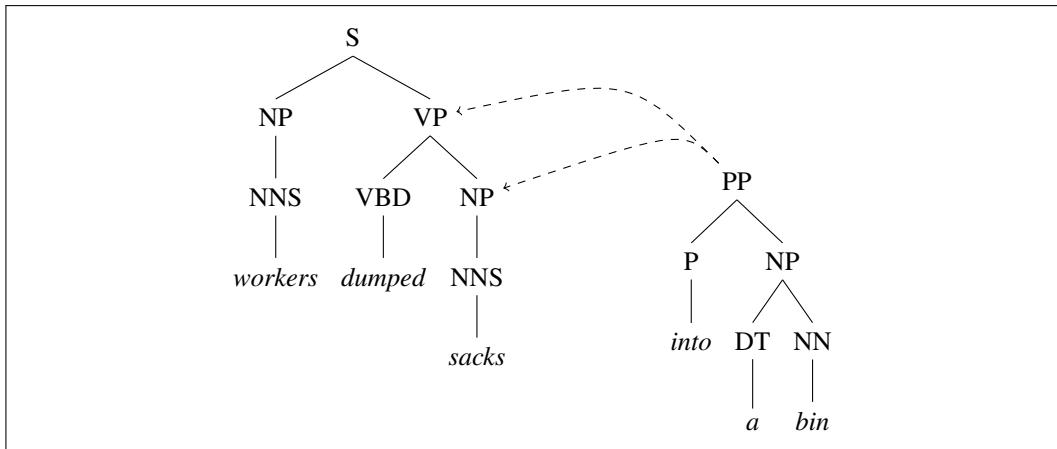 S
NP VP
PP
NNS VBD NP
P NP
workers dumped NNS
into DT NN
sacks
a bin